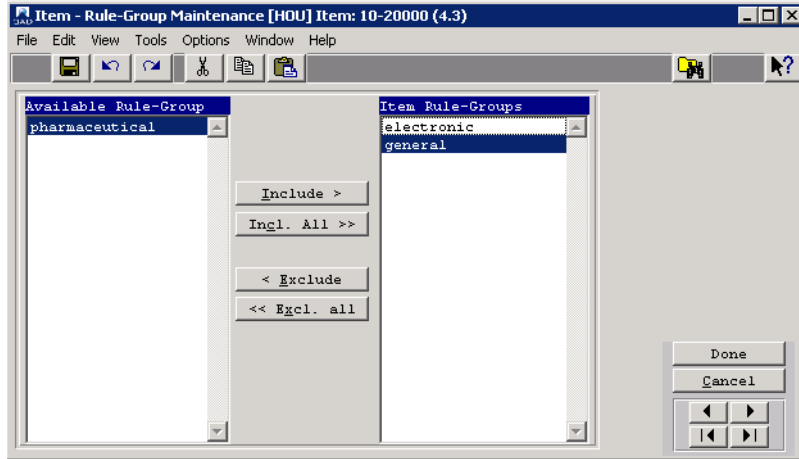 Item - Rule-Group Maintenance [HOU] Item: 10-20000 (4.3)
File Edit View Tools Options Window Help
Available Rule-Group
pharmaceutical
Item Rule-Groups
electronic
general
Include >
Incl. All >>
< Exclude
<< Excl. all
Done
Cancel